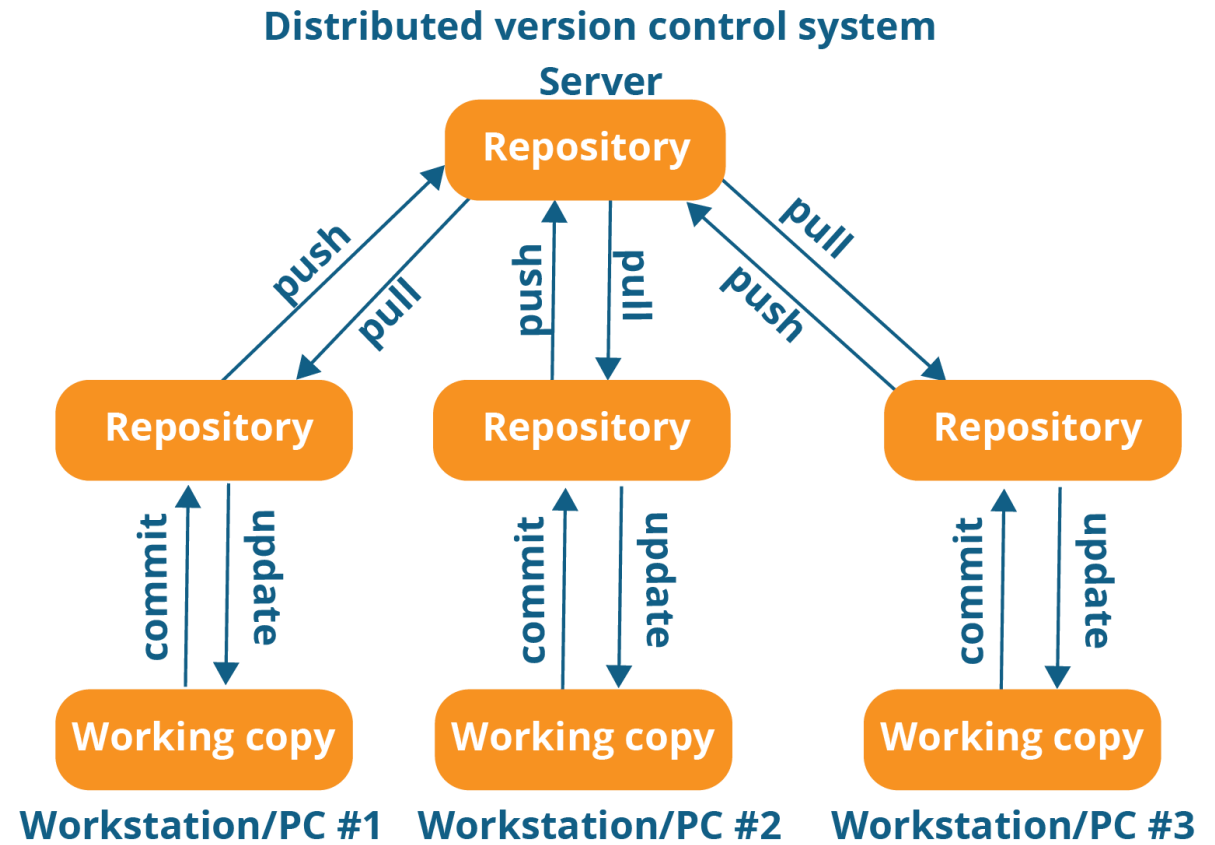 Distributed version control system
Server
Repository
push
pull
push
pull
push
pull
Repository
Repository
Repository
commit
update
commit
update
commit
update
Working copy
Working copy
Working copy
Workstation/PC #1
Workstation/PC #2
Workstation/PC #3